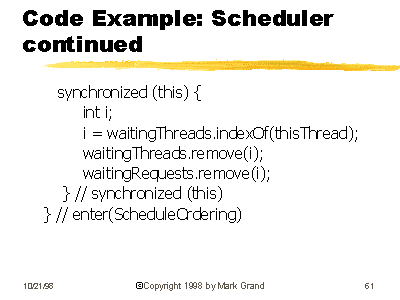 Code Example: Scheduler
continued
synchronized (this) {
int i;
i = waitingThreads.indexOf(thisThread);
waitingThreads.remove(i);
waitingRequests.remove(i);
} // synchronized (this)
} // enter(ScheduleOrdering)
10/21/98 ©Copyright 1998 by Mark Grand 61